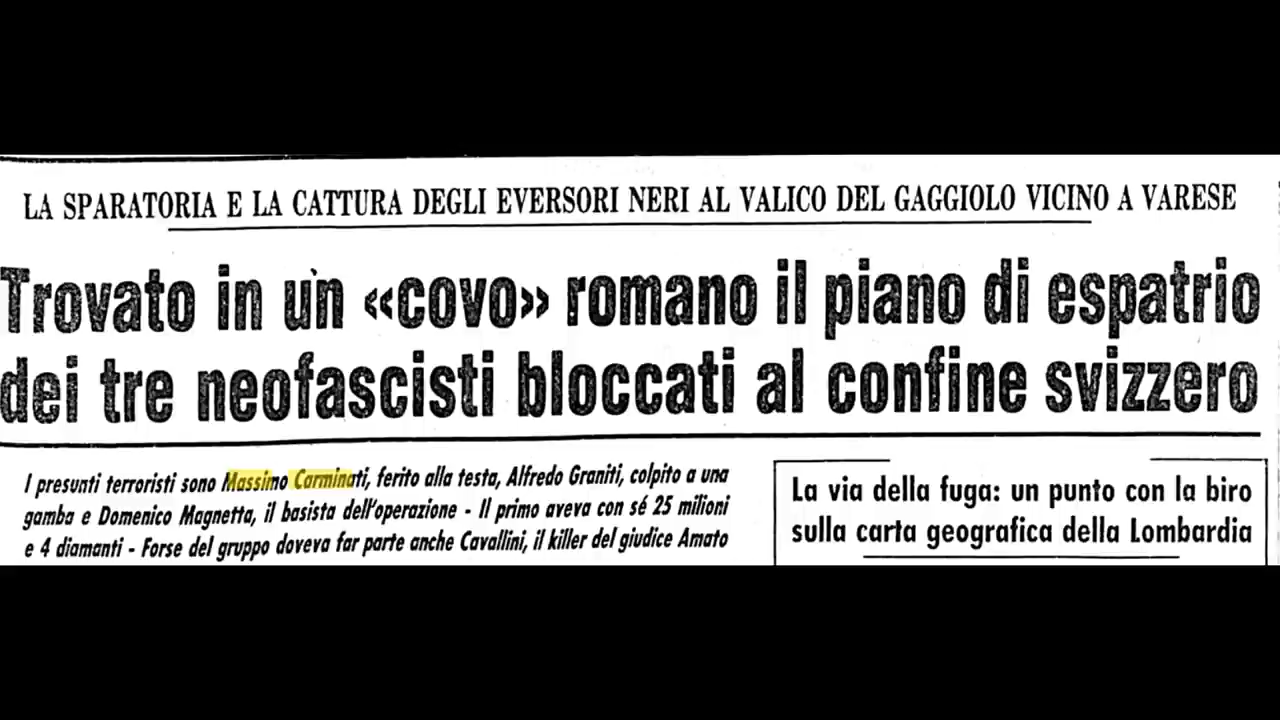 LA SPARATORIA E LA CATTURA DEGLI EVERSORI NERI AL VALICO DEL GAGGIOLO VICINO A VARESE
Trovato in un «covo» romano il piano di espatrio
dei tre neofascisti bloccati al confine svizzero
I presunti terroristi sono Massimo Carminati, ferito alla testa, Alfredo Graniti, colpito a una
gamba e Domenico Magnetta, il basista dell'operazione - Il primo aveva con sé 25 milioni
e 4 diamanti - Forse del gruppo doveva far parte anche Cavallini, il killer del giudice Amato
La via della fuga: un punto con la biro
sulla carta geografica della Lombardia